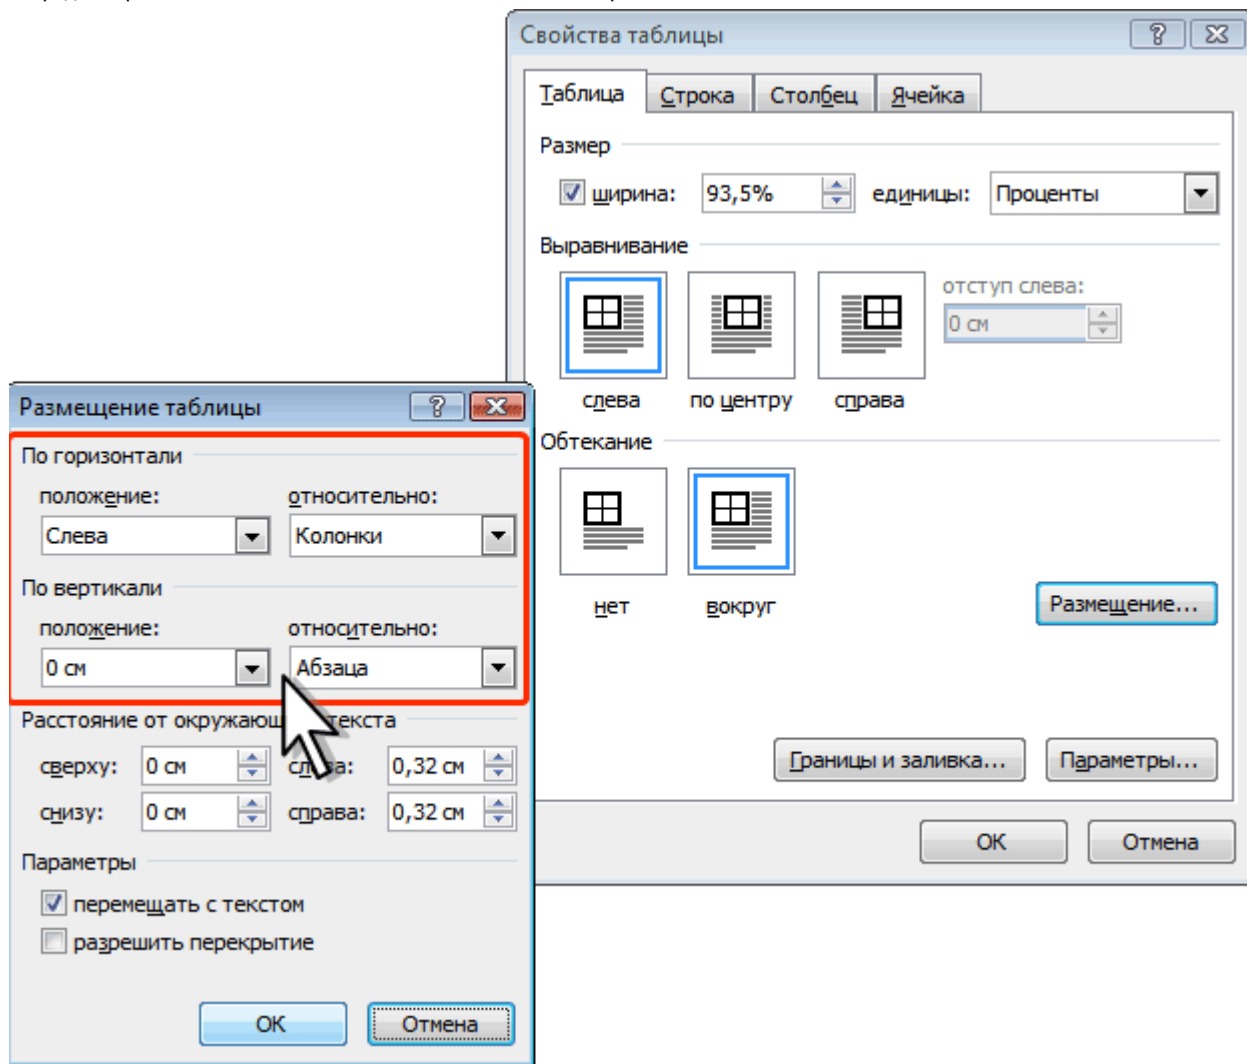 Свойства таблицы
Таблица Строка Столбец Ячейка
Размер
ширина: 93,5% единицы: Проценты
Выравнивание
отступ слева:
0 см
слева по центру справа
Обтекание
нет вокруг
Размещение...
Границы и заливка... Параметры...
ОК Отмена
Размещение таблицы
По горизонтали
положение: относительно:
Слева Колонки
По вертикали
положение: относительно:
0 см Абзаца
Расстояние от окружающ текста
сверху: 0 см слева: 0,32 см
снизу: 0 см справа: 0,32 см
Параметры
перемещать с текстом
разрешить перекрытие
ОК Отмена